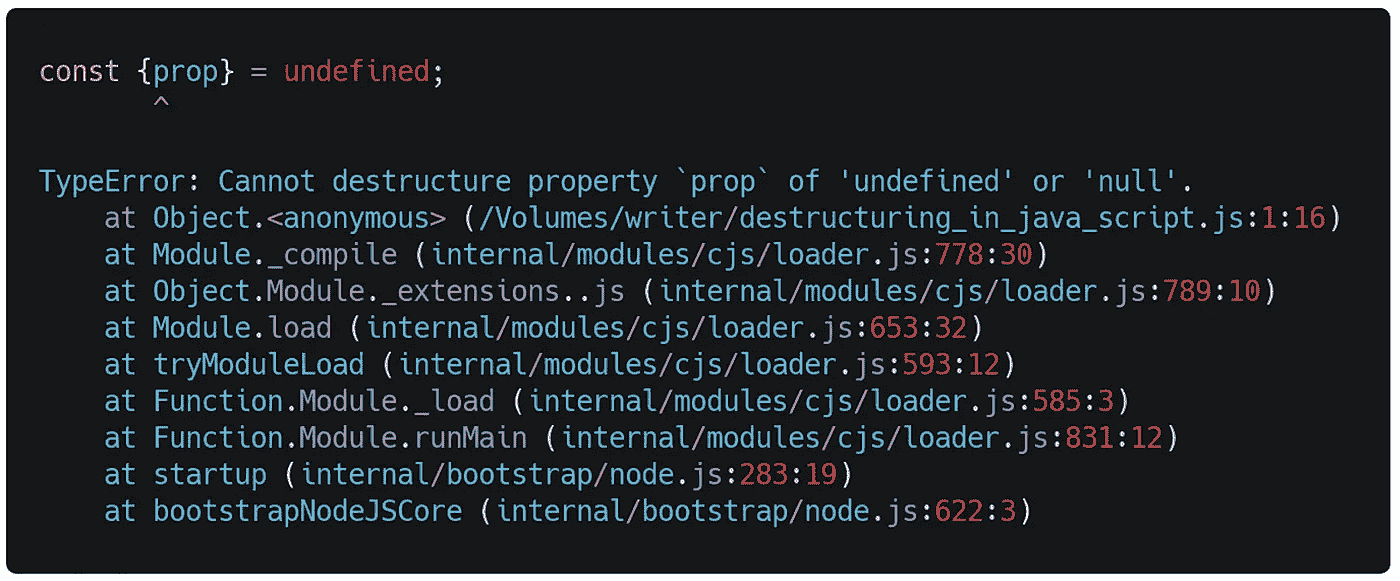 const {prop} = undefined;
^
TypeError: Cannot destructure property `prop` of 'undefined' or 'null'.
at Object.<anonymous> (/Volumes/writer/destructuring_in_java_script.js:1:16)
at Module._compile (internal/modules/cjs/loader.js:778:30)
at Object.Module._extensions..js (internal/modules/cjs/loader.js:789:10)
at Module.load (internal/modules/cjs/loader.js:653:32)
at tryModuleLoad (internal/modules/cjs/loader.js:593:12)
at Function.Module._load (internal/modules/cjs/loader.js:585:3)
at Function.Module.runMain (internal/modules/cjs/loader.js:831:12)
at startup (internal/bootstrap/node.js:283:19)
at bootstrapNodeJSCore (internal/bootstrap/node.js:622:3)